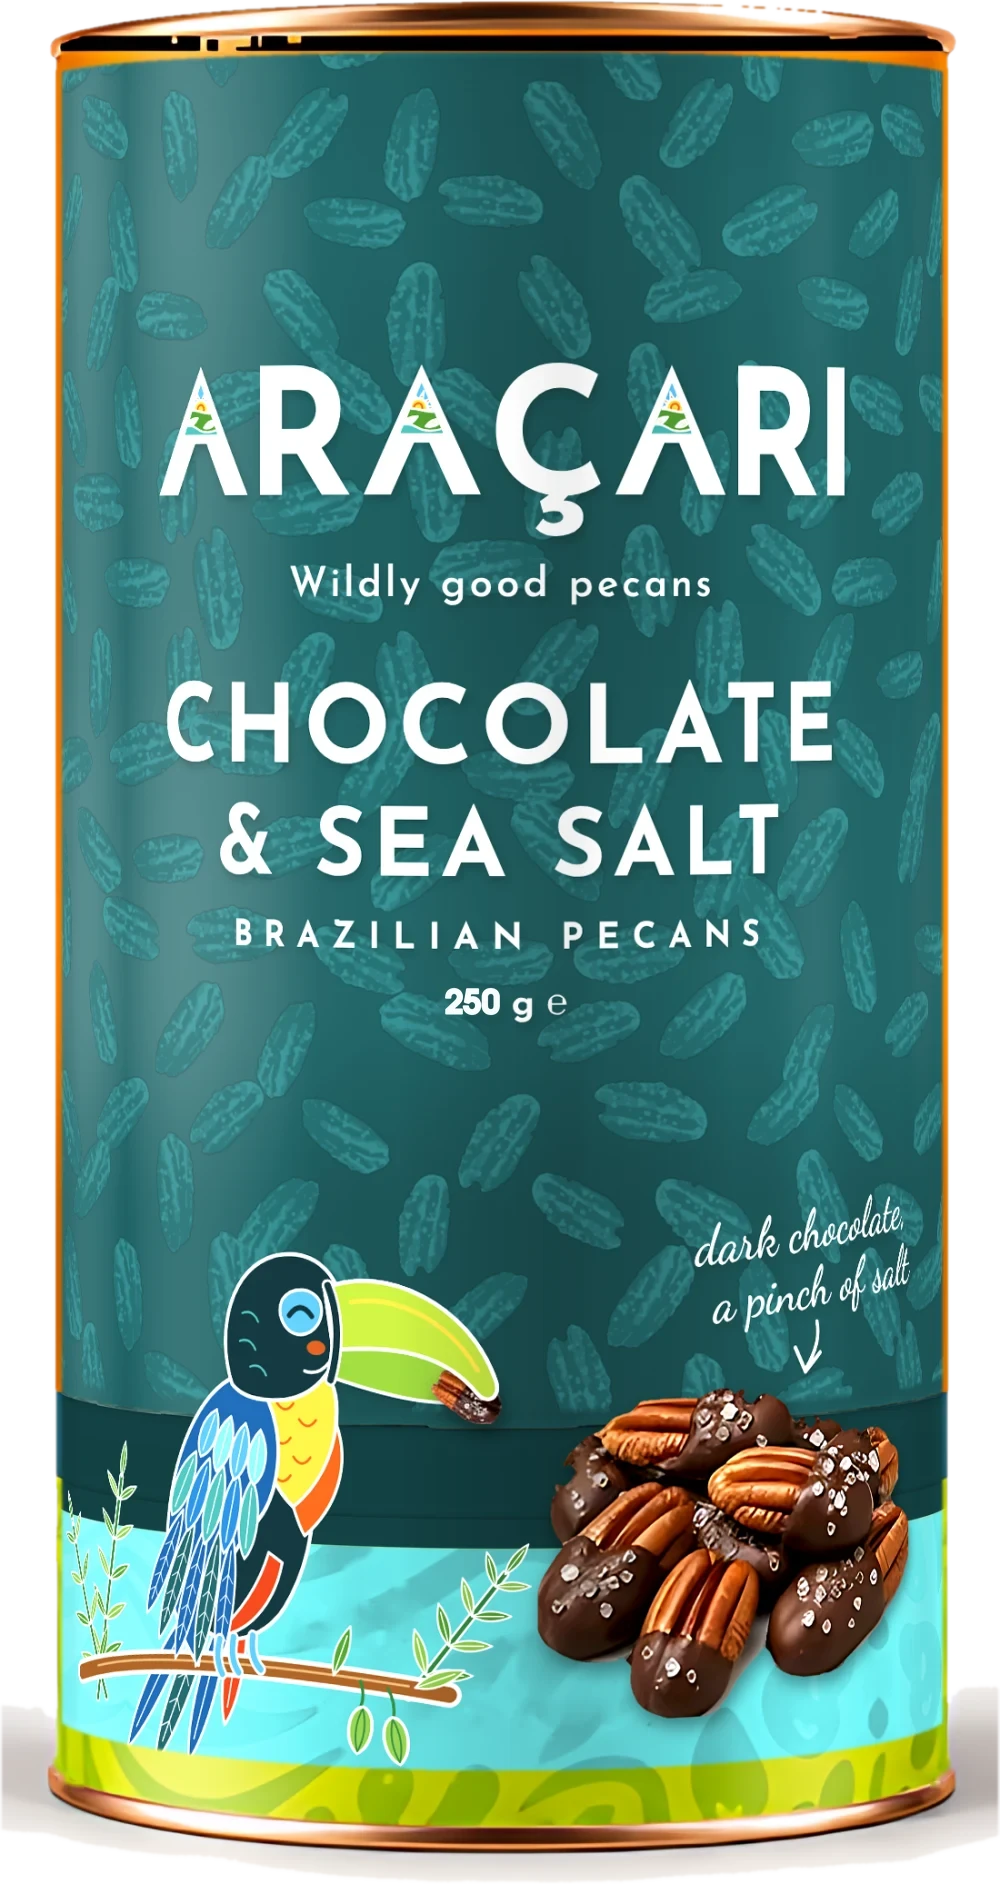 ARAÇARI
Wildly good pecans
CHOCOLATE
& SEA SALT
BRAZILIAN PECANS
250 g e
dark chocolate,
a pinch of salt